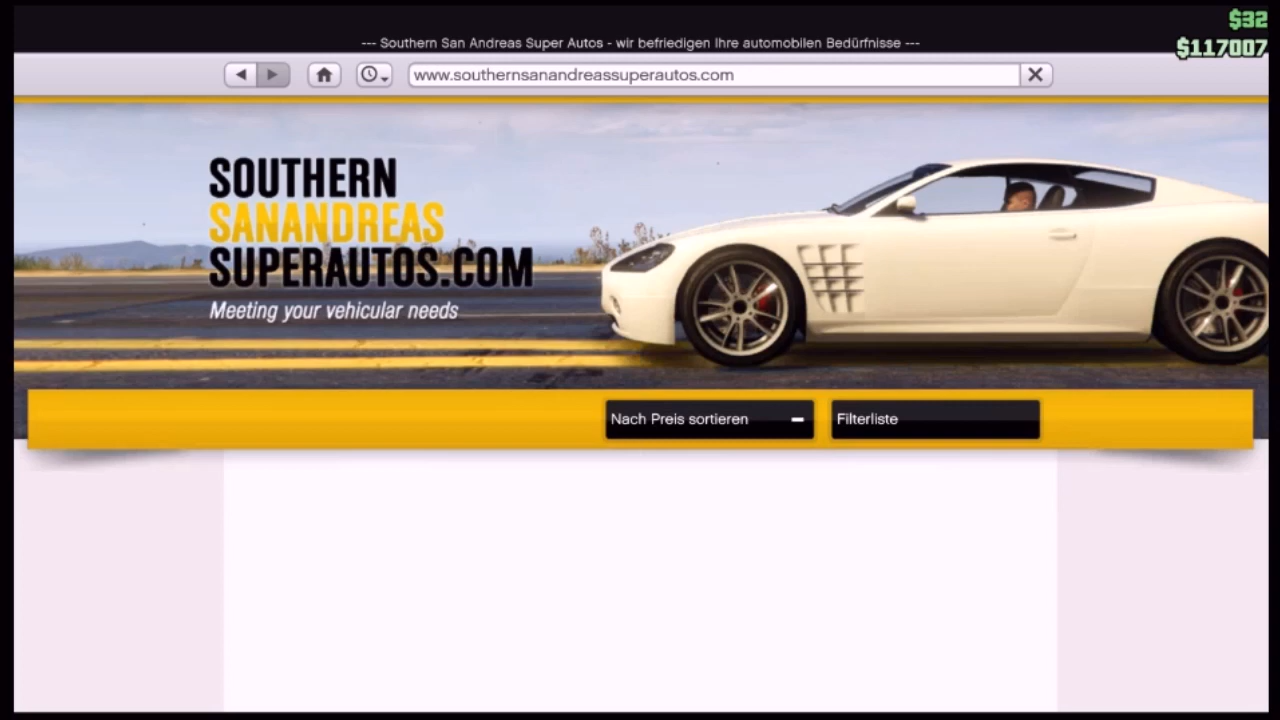 $32
--- Southern San Andreas Super Autos - wir befriedigen Ihre automobilen Bedürfnisse ---
$117007
www.southernsanandreassuperautos.com
SOUTHERN
SANANDREAS
SUPERAUTOS.COM
Meeting your vehicular needs
Nach Preis sortieren
Filterliste